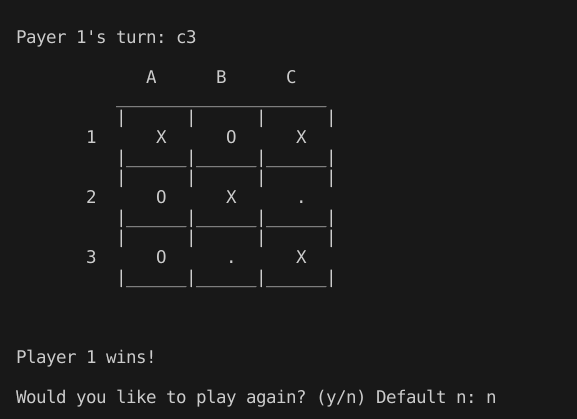 Payer 1's turn: c3
A B C
1 X O X
2 O X .
3 O . X
Player 1 wins!
Would you like to play again? (y/n) Default n: n